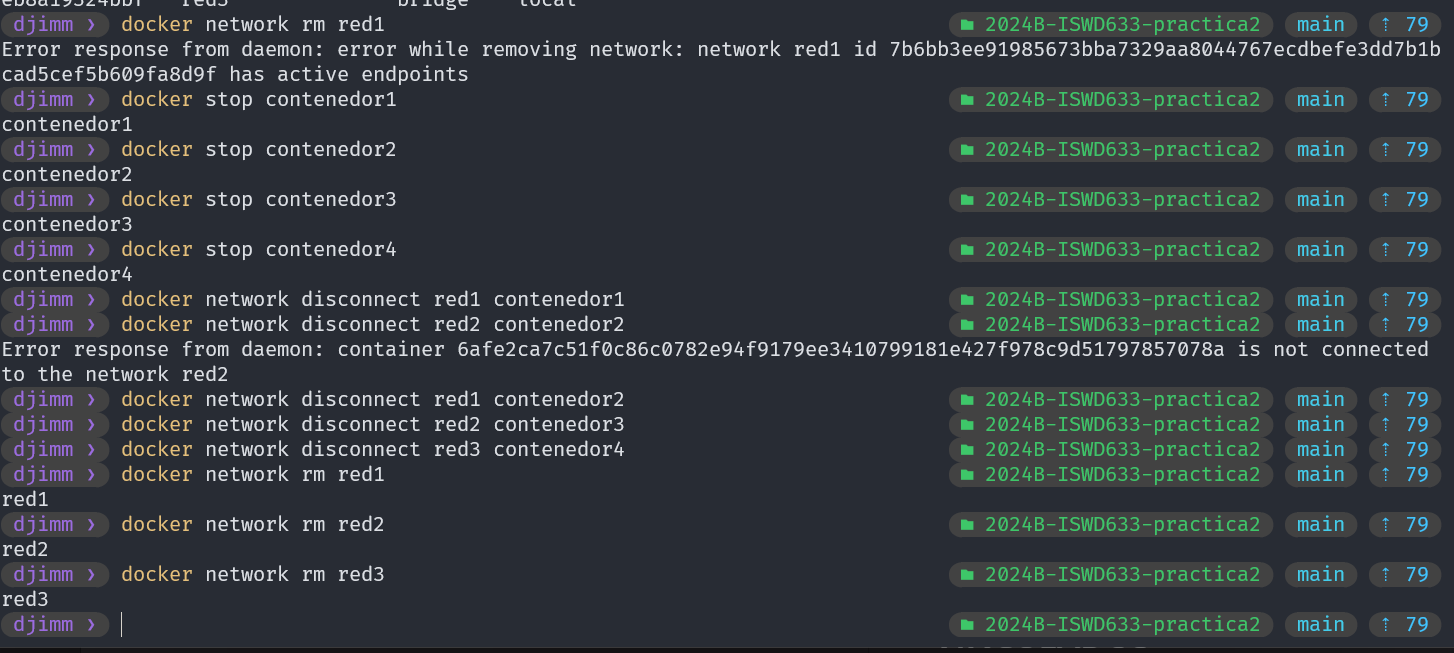 eb8a19324bbf   red3              bridge    local
djimm ❯ docker network rm red1 2024B-ISWD633-practica2 main ⇡ 79
Error response from daemon: error while removing network: network red1 id 7b6bb3ee91985673bba7329aa8044767ecdbefe3dd7b1b
cad5cef5b609fa8d9f has active endpoints
djimm ❯ docker stop contenedor1 2024B-ISWD633-practica2 main ⇡ 79
contenedor1
djimm ❯ docker stop contenedor2 2024B-ISWD633-practica2 main ⇡ 79
contenedor2
djimm ❯ docker stop contenedor3 2024B-ISWD633-practica2 main ⇡ 79
contenedor3
djimm ❯ docker stop contenedor4 2024B-ISWD633-practica2 main ⇡ 79
contenedor4
djimm ❯ docker network disconnect red1 contenedor1 2024B-ISWD633-practica2 main ⇡ 79
djimm ❯ docker network disconnect red2 contenedor2 2024B-ISWD633-practica2 main ⇡ 79
Error response from daemon: container 6afe2ca7c51f0c86c0782e94f9179ee3410799181e427f978c9d51797857078a is not connected
to the network red2
djimm ❯ docker network disconnect red1 contenedor2 2024B-ISWD633-practica2 main ⇡ 79
djimm ❯ docker network disconnect red2 contenedor3 2024B-ISWD633-practica2 main ⇡ 79
djimm ❯ docker network disconnect red3 contenedor4 2024B-ISWD633-practica2 main ⇡ 79
djimm ❯ docker network rm red1 2024B-ISWD633-practica2 main ⇡ 79
red1
djimm ❯ docker network rm red2 2024B-ISWD633-practica2 main ⇡ 79
red2
djimm ❯ docker network rm red3 2024B-ISWD633-practica2 main ⇡ 79
red3
djimm ❯ 2024B-ISWD633-practica2 main ⇡ 79